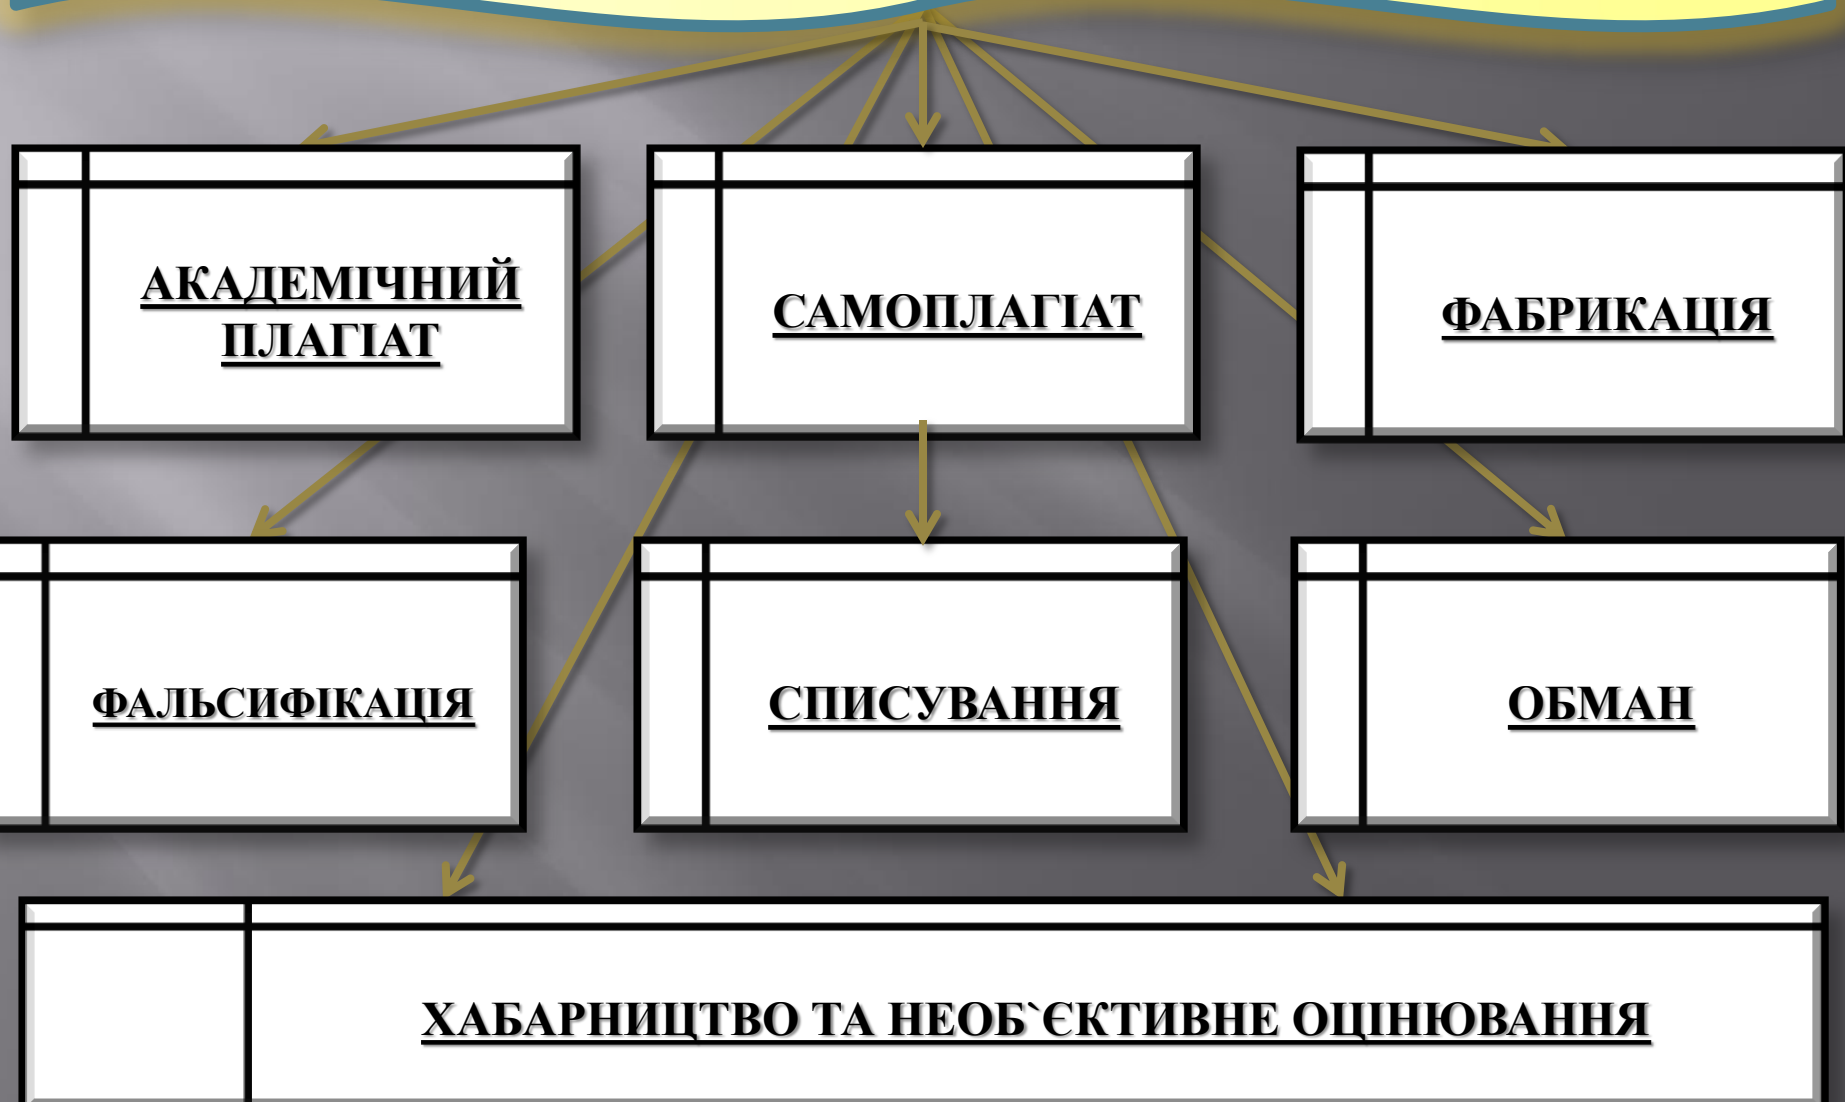 АКАДЕМІЧНИЙ
ПЛАГІАТ
САМОПЛАГІАТ
ФАБРИКАЦІЯ
ФАЛЬСИФІКАЦІЯ
СПИСУВАННЯ
ОБМАН
ХАБАРНИЦТВО ТА НЕОБ`ЄКТИВНЕ ОЦІНЮВАННЯ